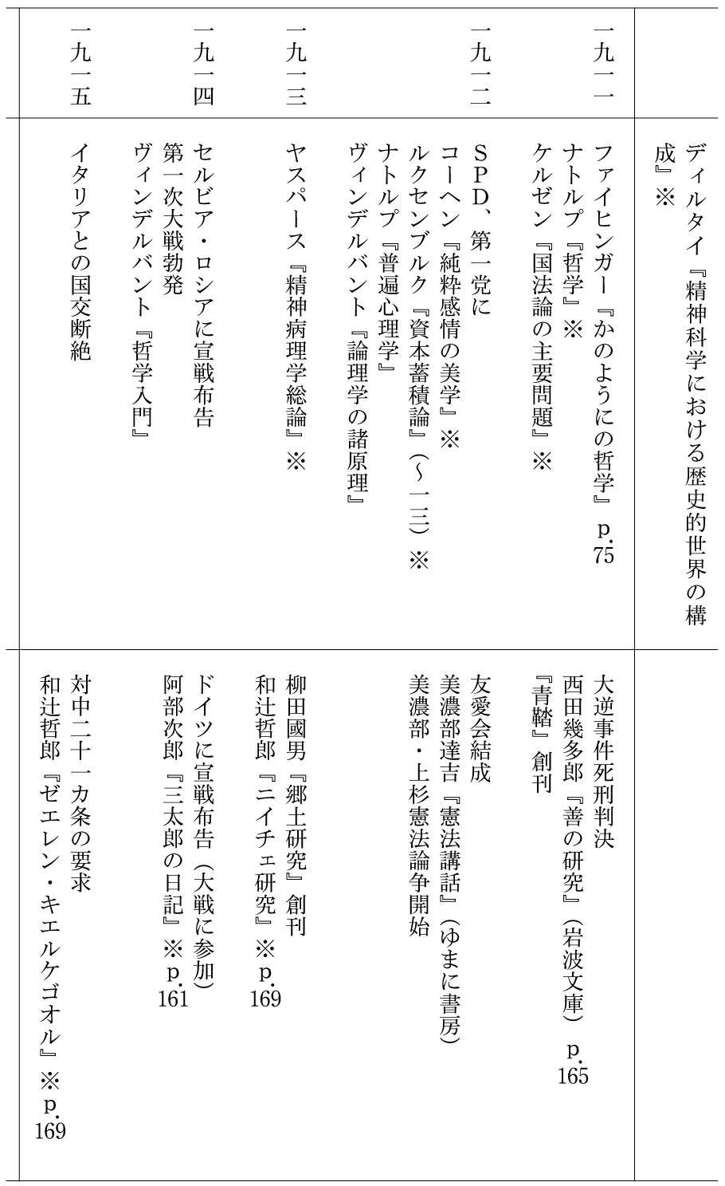 ディルタイ『精神科学における歴史的世界の構
成』※
一九一一
ファイヒンガー『かのようにの哲学』p.75
ナトルプ『哲学』※
ケルゼン『国法論の主要問題』※
大逆事件死刑判決
西田幾多郎『善の研究』（岩波文庫）p.165
『青鞜』創刊
一九一二
SPD、第一党に
コーヘン『純粋感情の美学』※
ルクセンブルク『資本蓄積論』（～一三）※
ナトルプ『普遍心理学』
ヴィンデルバント『論理学の諸原理』
友愛会結成
美濃部達吉『憲法講話』（ゆまに書房）
美濃部・上杉憲法論争開始
一九一三
ヤスパース『精神病理学総論』※
柳田國男『郷土研究』創刊
和辻哲郎『ニイチェ研究』※p.169
一九一四
セルビア・ロシアに宣戦布告
第一次大戦勃発
ヴィンデルバント『哲学入門』
ドイツに宣戦布告（大戦に参加）
阿部次郎『三太郎の日記』※p.161
一九一五
イタリアとの国交断絶
対中二十一カ条の要求
和辻哲郎『ゼエレン・キエルケゴオル』※p.169